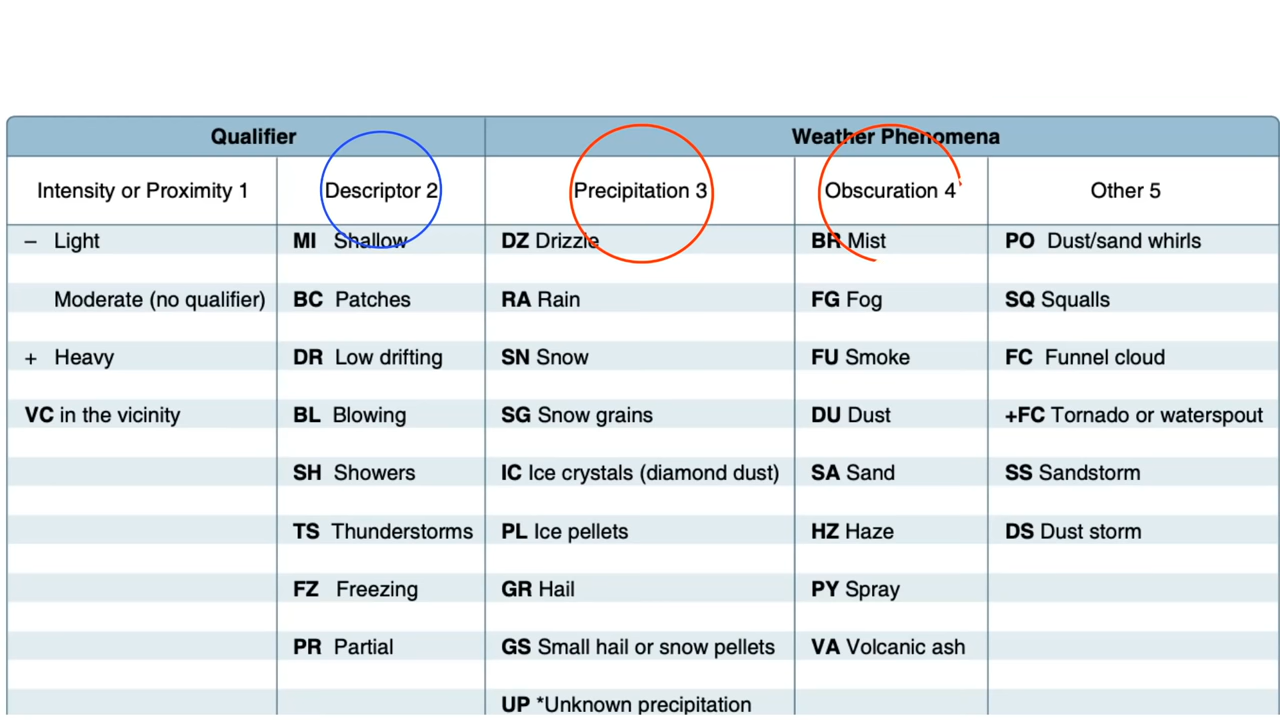 Qualifier Weather Phenomena
Intensity or Proximity 1 Descriptor 2 Precipitation 3 Obscuration 4 Other 5
– Light MI Shallow DZ Drizzle BR Mist PO Dust/sand whirls
Moderate (no qualifier) BC Patches RA Rain FG Fog SQ Squalls
+ Heavy DR Low drifting SN Snow FU Smoke FC Funnel cloud
VC in the vicinity BL Blowing SG Snow grains DU Dust +FC Tornado or waterspout
SH Showers IC Ice crystals (diamond dust) SA Sand SS Sandstorm
TS Thunderstorms PL Ice pellets HZ Haze DS Dust storm
FZ Freezing GR Hail PY Spray
PR Partial GS Small hail or snow pellets VA Volcanic ash
UP *Unknown precipitation